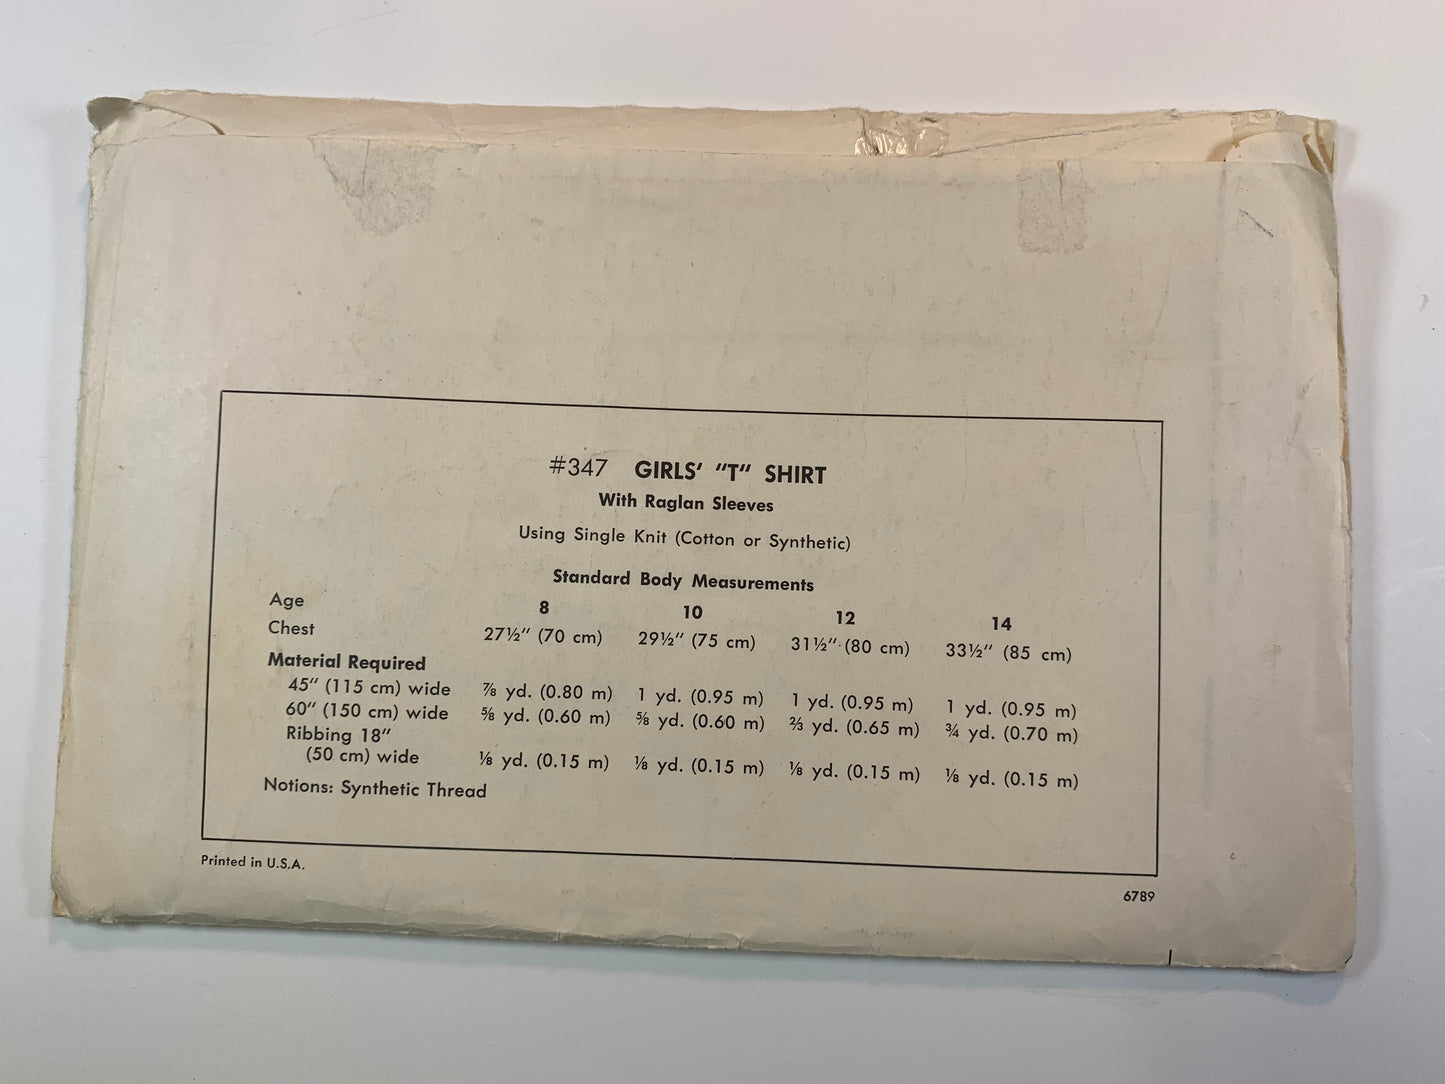 #347 GIRLS' "T" SHIRT
With Raglan Sleeves
Using Single Knit (Cotton or Synthetic)
Standard Body Measurements
Age 8 10 12 14
Chest 27½" (70 cm) 29½" (75 cm) 31½" (80 cm) 33½" (85 cm)
Material Required
45" (115 cm) wide ⅞ yd. (0.80 m) 1 yd. (0.95 m) 1 yd. (0.95 m) 1 yd. (0.95 m)
60" (150 cm) wide ⅝ yd. (0.60 m) ⅝ yd. (0.60 m) ⅔ yd. (0.65 m) ¾ yd. (0.70 m)
Ribbing 18"
(50 cm) wide ⅛ yd. (0.15 m) ⅛ yd. (0.15 m) ⅛ yd. (0.15 m) ⅛ yd. (0.15 m)
Notions: Synthetic Thread
Printed in U.S.A.
6789